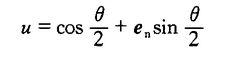 u = cos θ/2 + eₙ sin θ/2